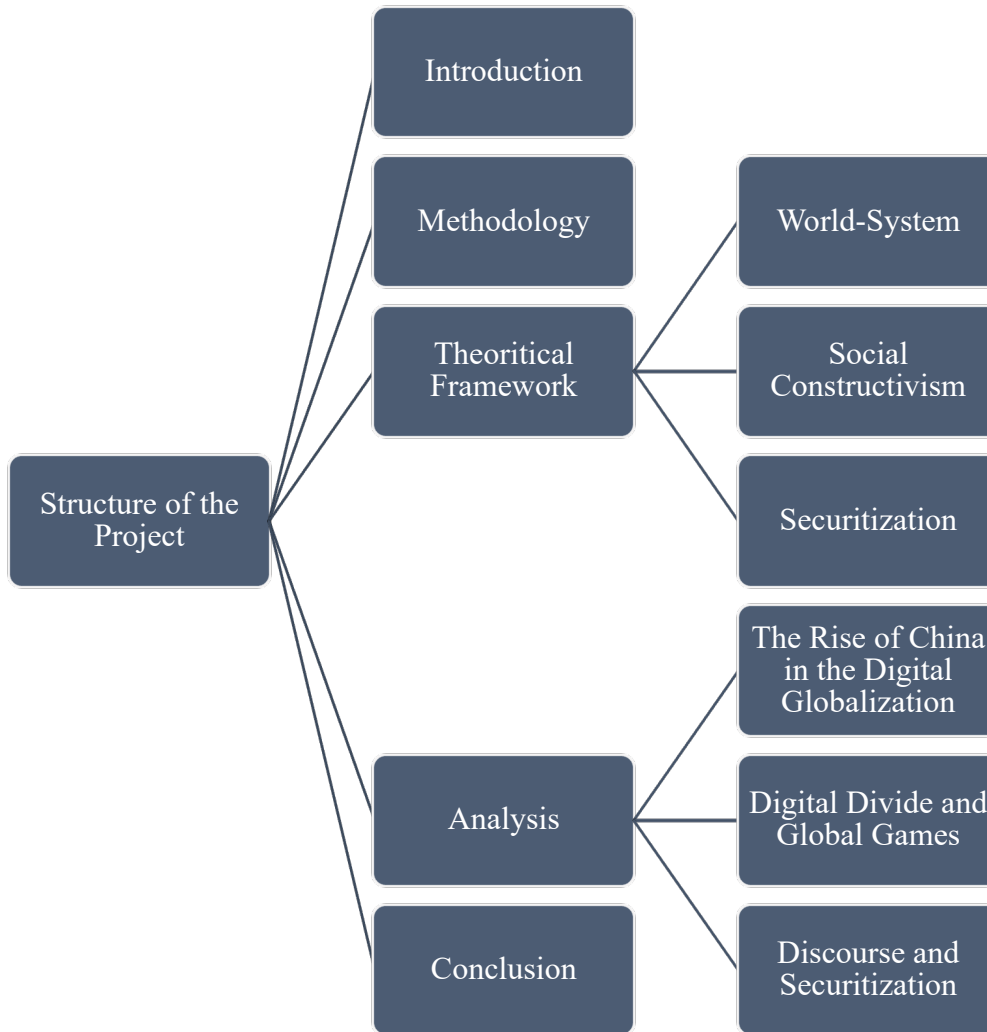 Structure of the
Project
Introduction
Methodology
Theoritical
Framework
World-System
Social
Constructivism
Securitization
Analysis
The Rise of China
in the Digital
Globalization
Digital Divide and
Global Games
Discourse and
Securitization
Conclusion